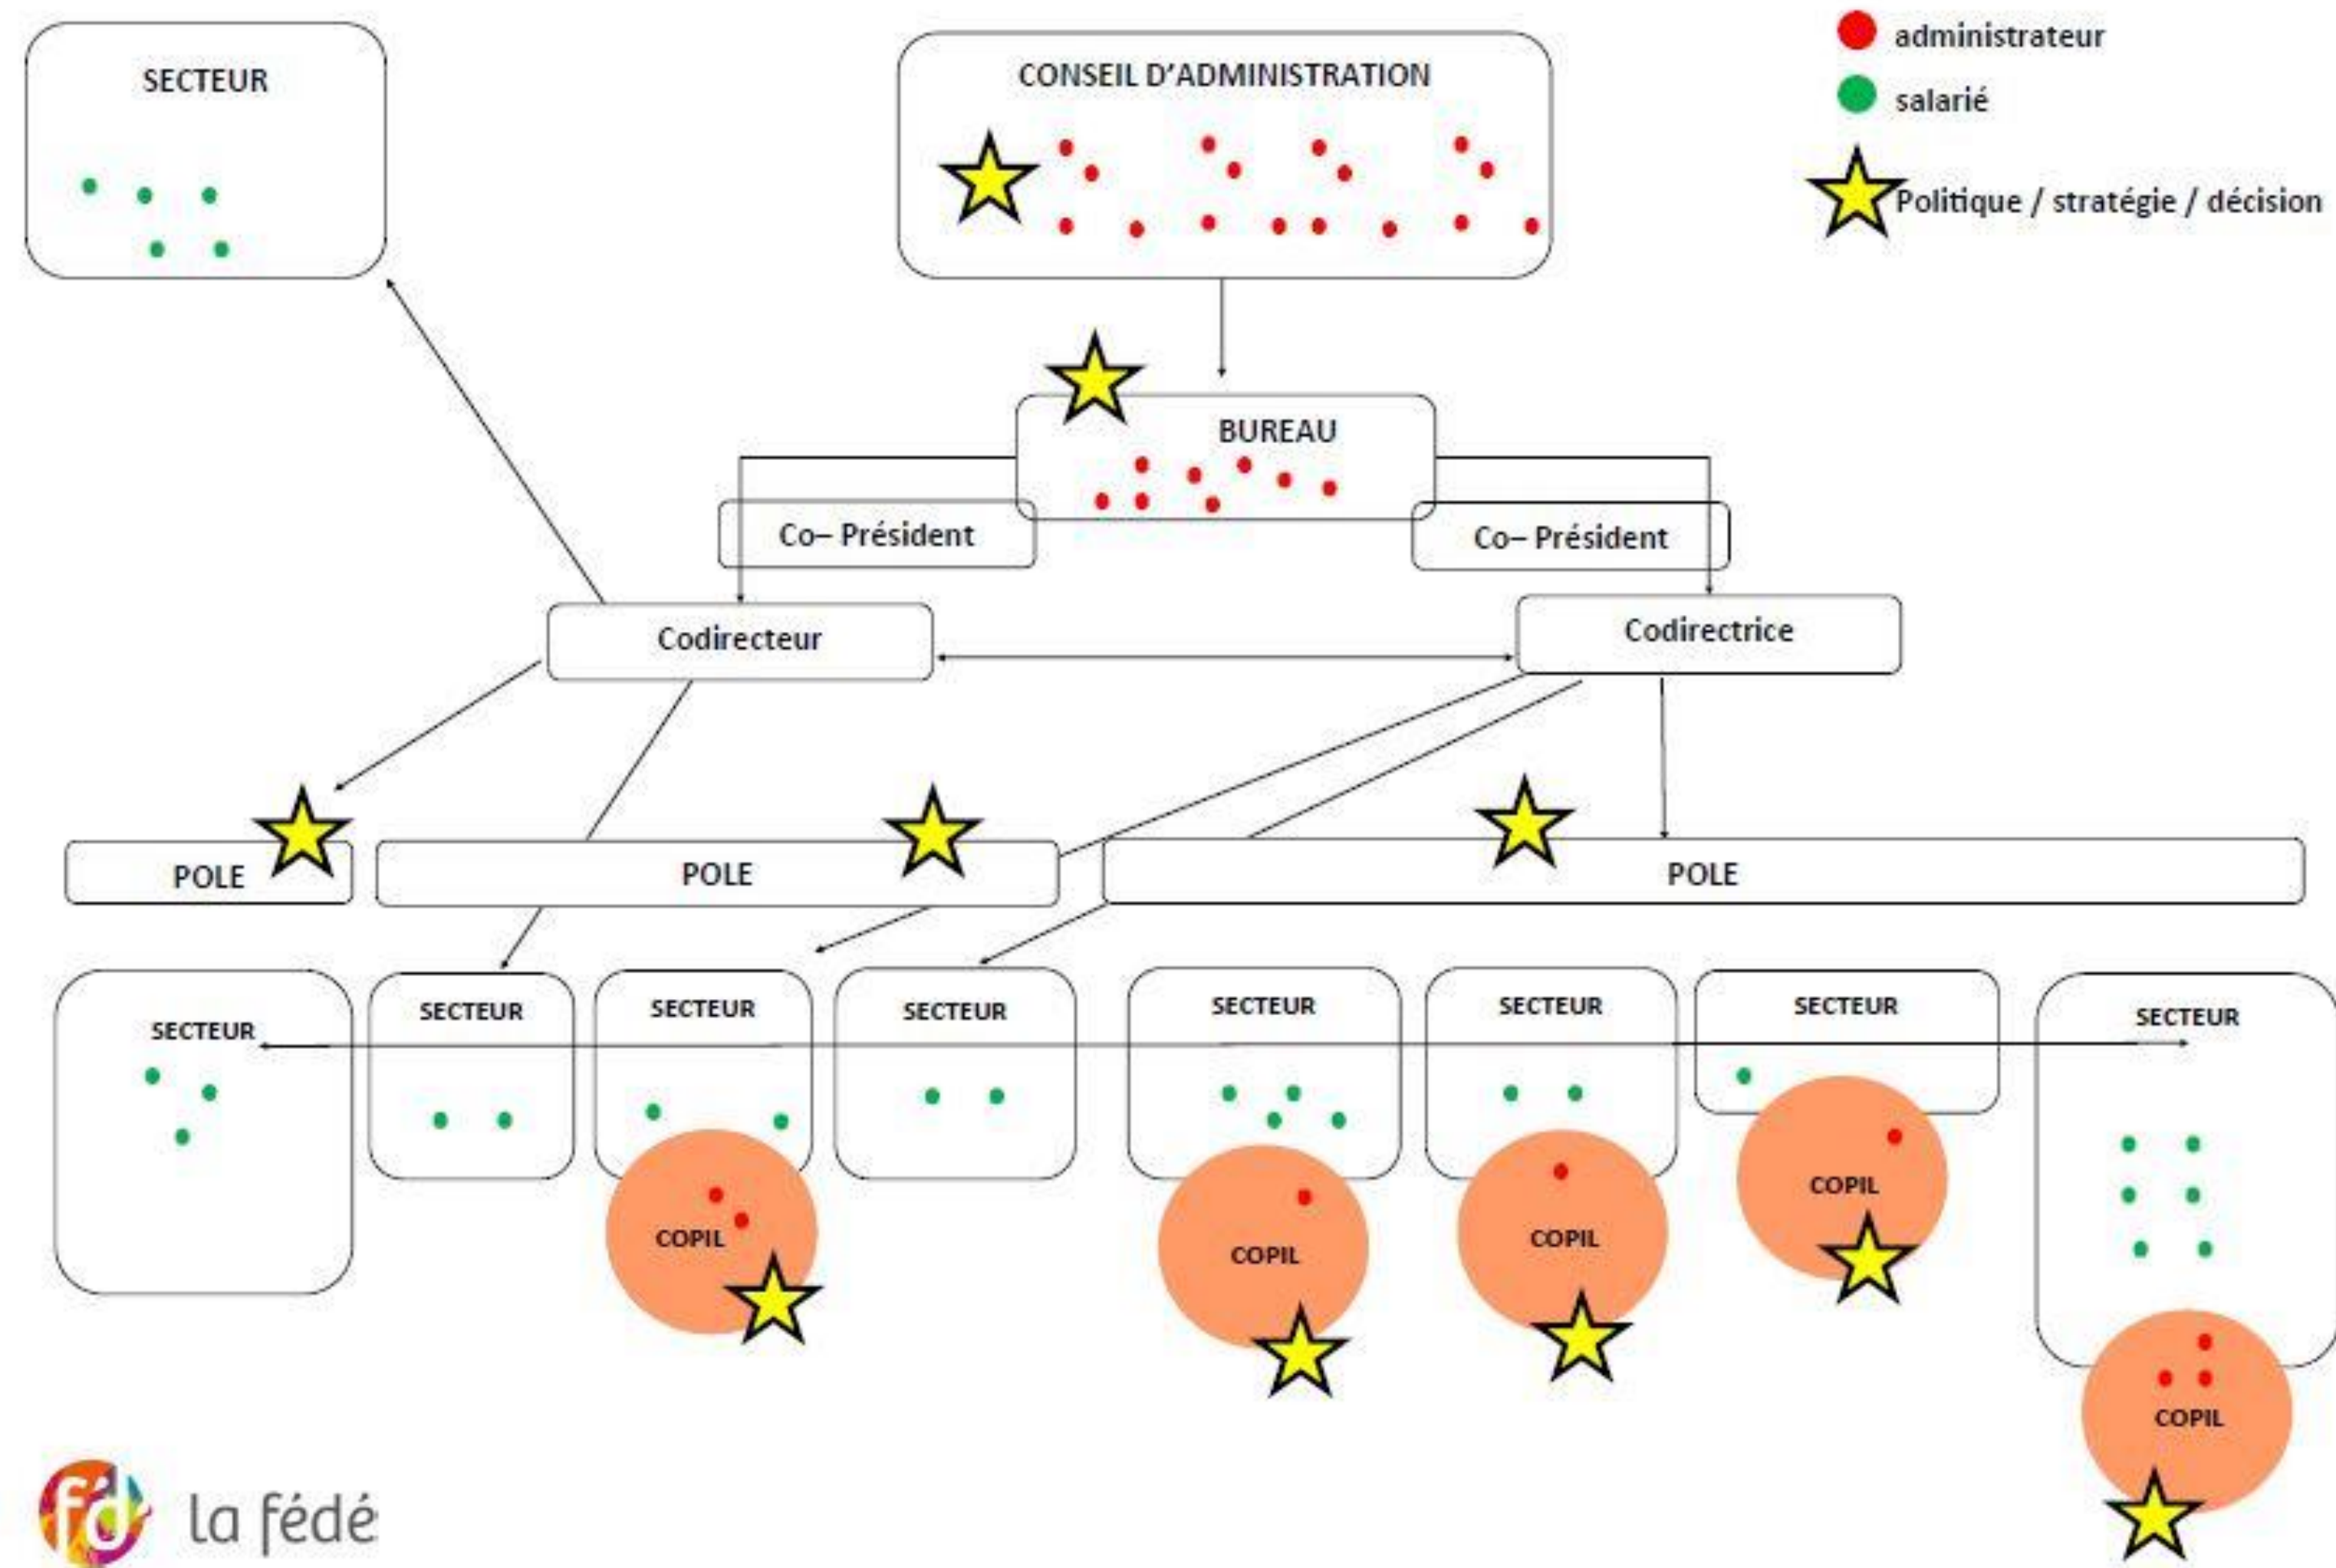 SECTEUR
CONSEIL D'ADMINISTRATION
administrateur
salarié
Politique / stratégie / décision
BUREAU
Co– Président
Co– Président
Codirecteur
Codirectrice
POLE
POLE
POLE
SECTEUR
SECTEUR
SECTEUR
SECTEUR
SECTEUR
SECTEUR
SECTEUR
SECTEUR
COPIL
COPIL
COPIL
COPIL
COPIL
fd
la fédé